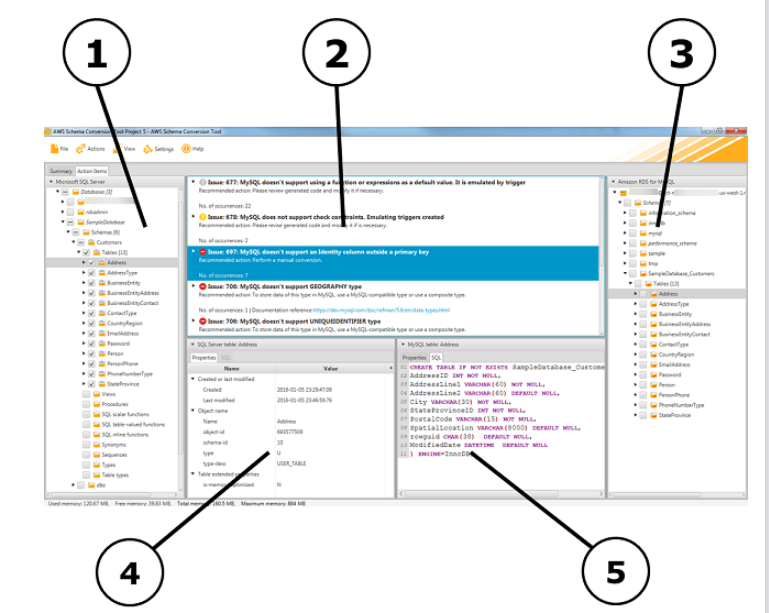 1
2
3
AWS Schema Conversion Tool Project 5 - AWS Schema Conversion Tool
File Actions View Settings Help
Summary Action Items
Microsoft SQL Server
Databases [3]
rdsadmin
SampleDatabase
Schemas [6]
Customers
Tables [13]
Address
AddressType
BusinessEntity
BusinessEntityAddress
BusinessEntityContact
ContactType
CountryRegion
EmailAddress
Password
Person
PersonPhone
PhoneNumberType
StateProvince
Views
Procedures
SQL scalar functions
SQL table-valued functions
SQL inline functions
Synonyms
Sequences
Types
Table types
dbo
Issue: 677: MySQL doesn't support using a function or expressions as a default value. It is emulated by trigger
Recommended action: Please review generated code and modify it if necessary.
No. of occurrences: 22
Issue: 678: MySQL does not support check constraints. Emulating triggers created
Recommended action: Please revise generated code and modify it if necessary.
No. of occurrences: 2
Issue: 697: MySQL doesn't support an Identity column outside a primary key
Recommended action: Perform a manual conversion.
No. of occurrences: 7
Issue: 706: MySQL doesn't support GEOGRAPHY type
Recommended action: To store data of this type in MySQL, use a MySQL-compatible type or use a composite type.
No. of occurrences: 1 | Documentation reference: https://dev.mysql.com/doc/refman/5.6/en/data-types.html
Issue: 706: MySQL doesn't support UNIQUEIDENTIFIER type
Recommended action: To store data of this type in MySQL, use a MySQL-compatible type or use a composite type.
SQL Server table: Address
Properties SQL
Name Value
Created or last modified
Created 2016-01-05 23:29:47.09
Last modified 2016-01-05 23:46:59.76
Object name
Name Address
object-id 693577509
schema-id 10
type U
type-desc USER_TABLE
Table extended properties
is memory optimized N
MySQL table: Address
Properties SQL
01 CREATE TABLE IF NOT EXISTS SampleDatabase_Custome
02 AddressID INT NOT NULL,
03 AddressLine1 VARCHAR(60) NOT NULL,
04 AddressLine2 VARCHAR(60) DEFAULT NULL,
05 City VARCHAR(30) NOT NULL,
06 StateProvinceID INT NOT NULL,
07 PostalCode VARCHAR(15) NOT NULL,
08 SpatialLocation VARCHAR(8000) DEFAULT NULL,
09 rowguid CHAR(38) DEFAULT NULL,
10 ModifiedDate DATETIME DEFAULT NULL
11 ) ENGINE=InnoDB
Amazon RDS for MySQL
us-west-1.r
Schemas [7]
information_schema
innodb
mysql
performance_schema
sample
tmp
SampleDatabase_Customers
Tables [13]
Address
AddressType
BusinessEntity
BusinessEntityAddress
BusinessEntityContact
ContactType
CountryRegion
EmailAddress
Password
Person
PersonPhone
PhoneNumberType
StateProvince
Used memory: 120.67 MB, Free memory: 39.83 MB, Total memory: 160.5 MB, Maximum memory: 884 MB
4
5